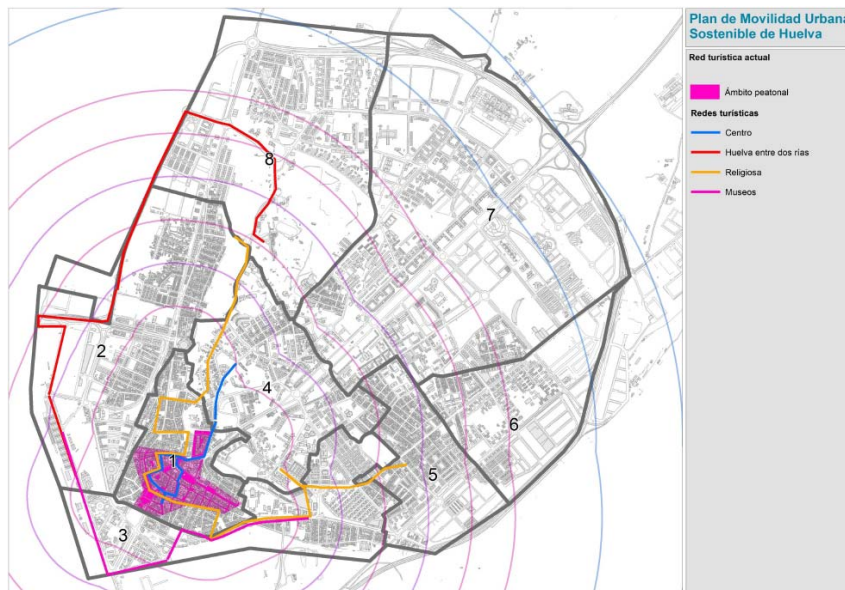 Plan de Movilidad Urbana
Sostenible de Huelva
Red turística actual
Ámbito peatonal
Redes turísticas
Centro
Huelva entre dos rías
Religiosa
Museos
8
7
2
4
6
1
5
3